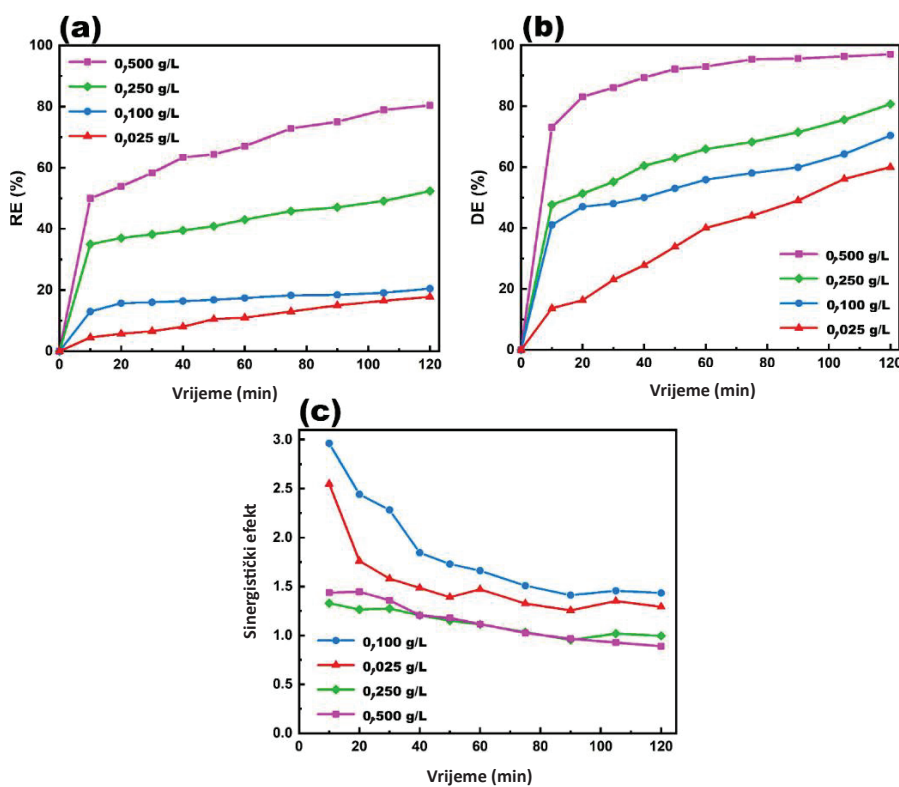 (a)
100
80
60
40
20
0
RE (%)
0,500 g/L
0,250 g/L
0,100 g/L
0,025 g/L
0 20 40 60 80 100 120
Vrijeme (min)
(b)
100
80
60
40
20
0
DE (%)
0,500 g/L
0,250 g/L
0,100 g/L
0,025 g/L
0 20 40 60 80 100 120
Vrijeme (min)
(c)
3.0
2.5
2.0
1.5
1.0
0.5
0.0
Sinergistički efekt
0,100 g/L
0,025 g/L
0,250 g/L
0,500 g/L
0 20 40 60 80 100 120
Vrijeme (min)